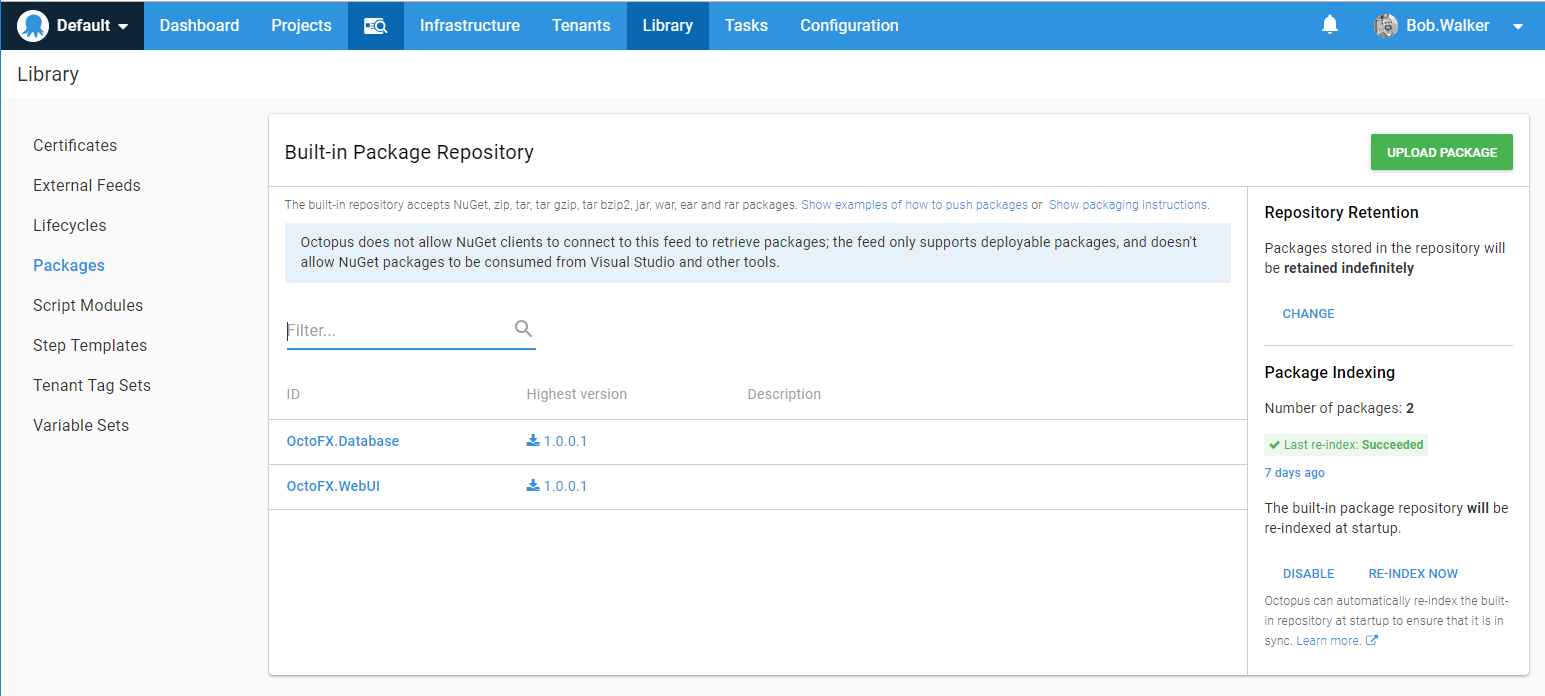 Default
Dashboard
Projects
Infrastructure
Tenants
Library
Tasks
Configuration
Bob.Walker
Library
Certificates
External Feeds
Lifecycles
Packages
Script Modules
Step Templates
Tenant Tag Sets
Variable Sets
Built-in Package Repository
UPLOAD PACKAGE
The built-in repository accepts NuGet, zip, tar, tar gzip, tar bzip2, jar, war, ear and rar packages. Show examples of how to push packages or Show packaging instructions.
Octopus does not allow NuGet clients to connect to this feed to retrieve packages; the feed only supports deployable packages, and doesn't
allow NuGet packages to be consumed from Visual Studio and other tools.
Filter...
ID Highest version Description
OctoFX.Database 1.0.0.1
OctoFX.WebUI 1.0.0.1
Repository Retention
Packages stored in the repository will
be retained indefinitely
CHANGE
Package Indexing
Number of packages: 2
Last re-index: Succeeded
7 days ago
The built-in package repository will be
re-indexed at startup.
DISABLE RE-INDEX NOW
Octopus can automatically re-index the built-
in repository at startup to ensure that it is in
sync. Learn more.